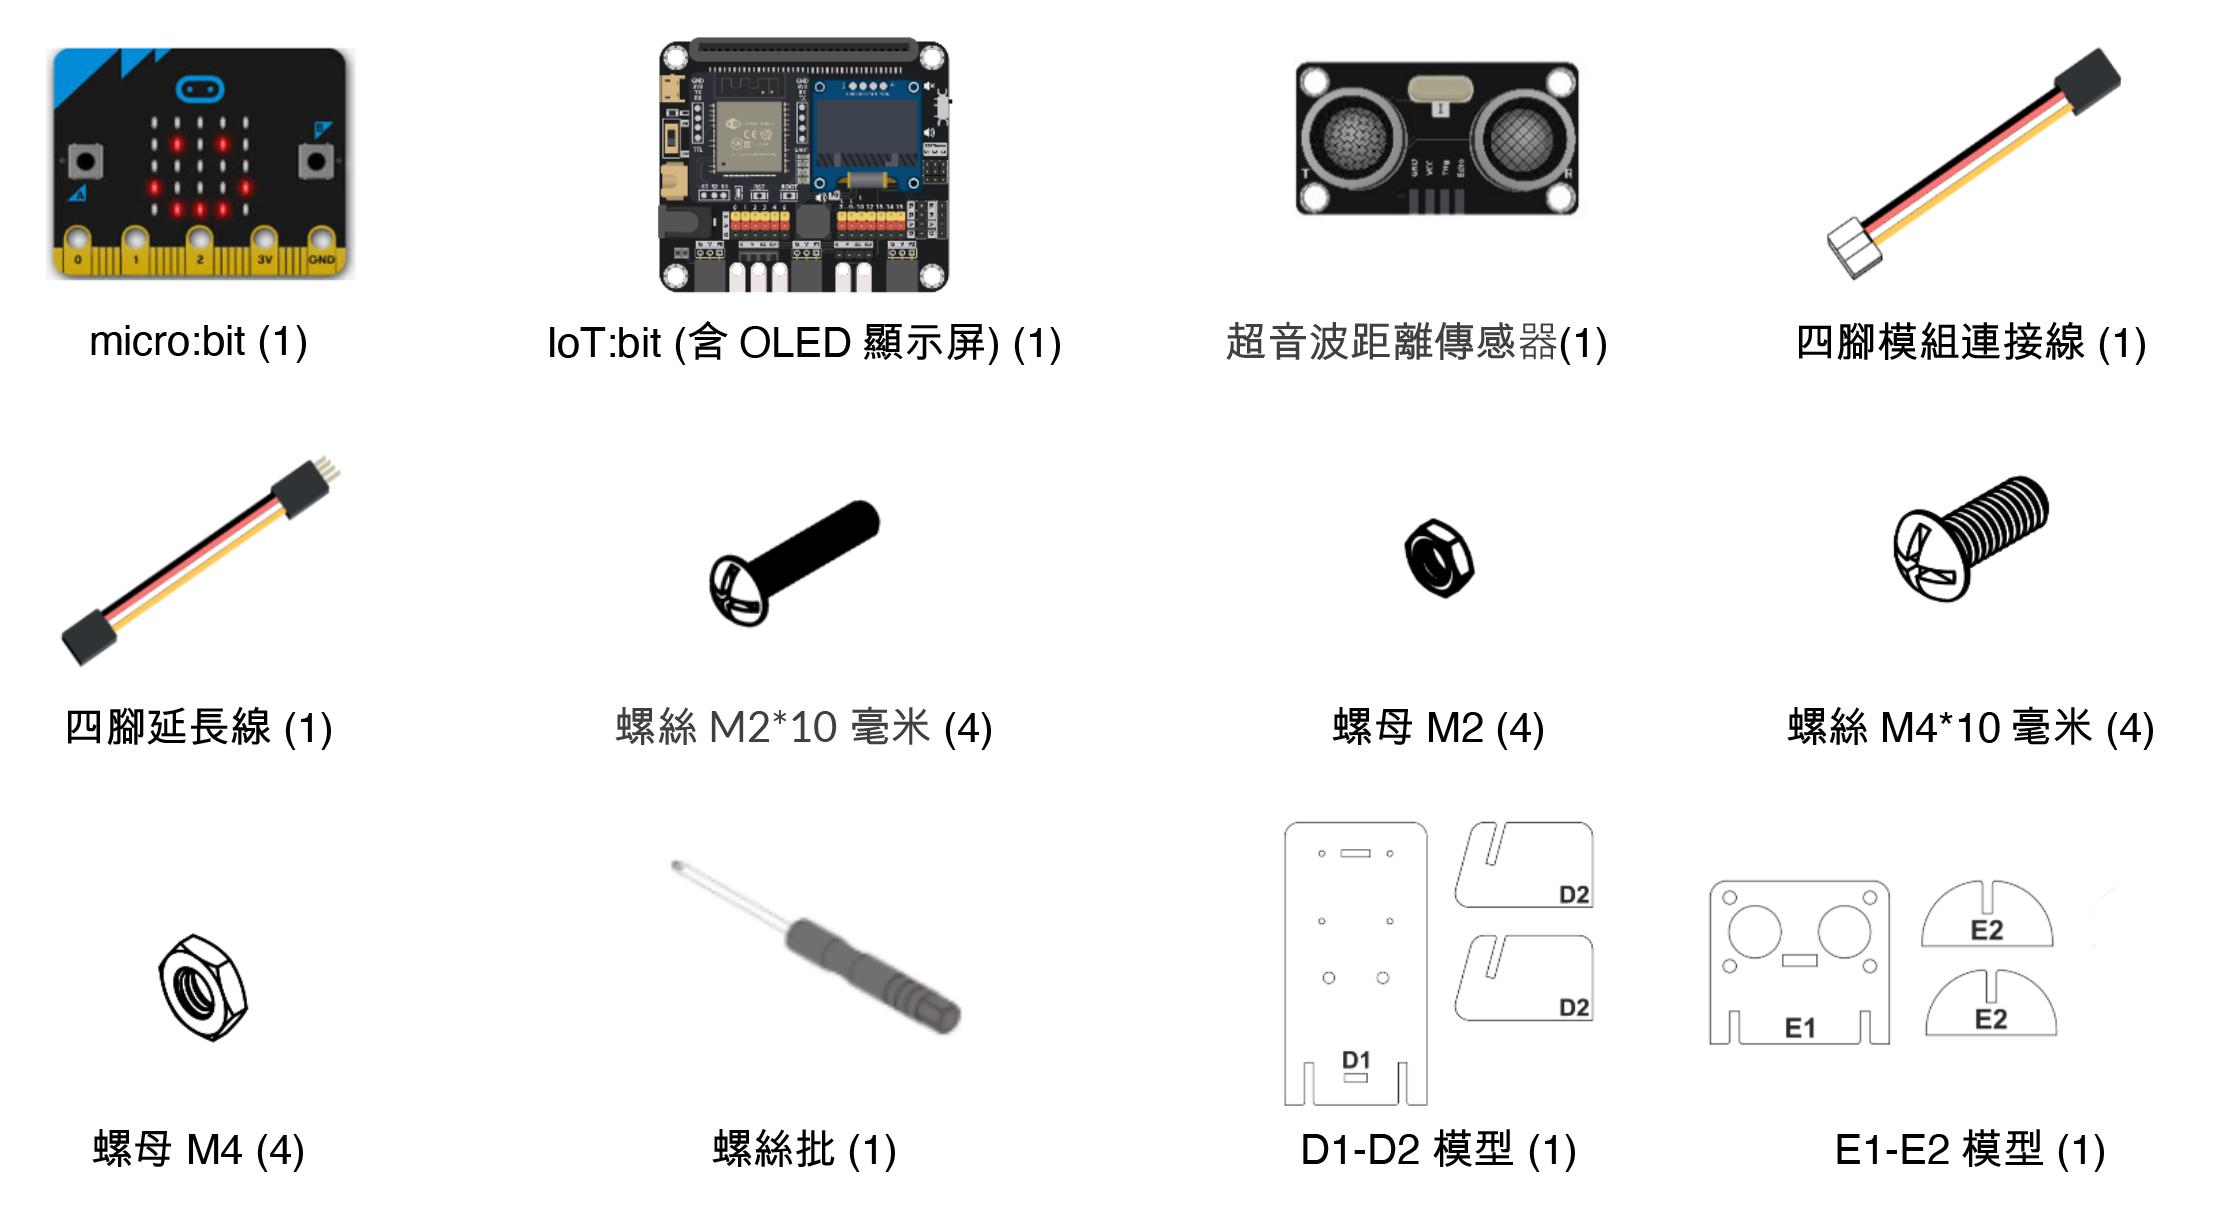 B
A
0 1 2 3V GND
GND VCC Trig Echo
T R
micro:bit (1)
IoT:bit (含 OLED 顯示屏) (1)
超音波距離傳感器(1)
四腳模組連接線 (1)
四腳延長線 (1)
螺絲 M2*10 毫米 (4)
螺母 M2 (4)
螺絲 M4*10 毫米 (4)
D2
D2
D1
E2
E2
E1
螺母 M4 (4)
螺絲批 (1)
D1-D2 模型 (1)
E1-E2 模型 (1)